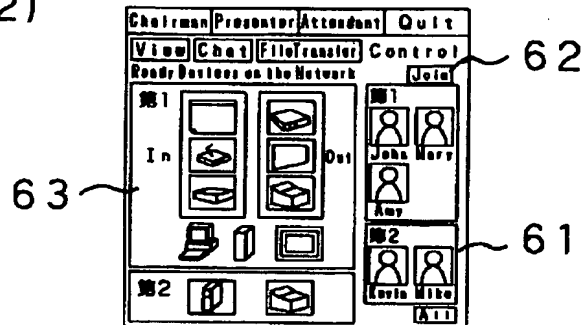 2)
Chairman Presenter Attendant Quit
View Chat FileTransfer Control
Ready Devices on the Network
Join
62
第1
第1
In
Out
John Mary
63
Amy
第2
61
Kevin Mike
第2
All